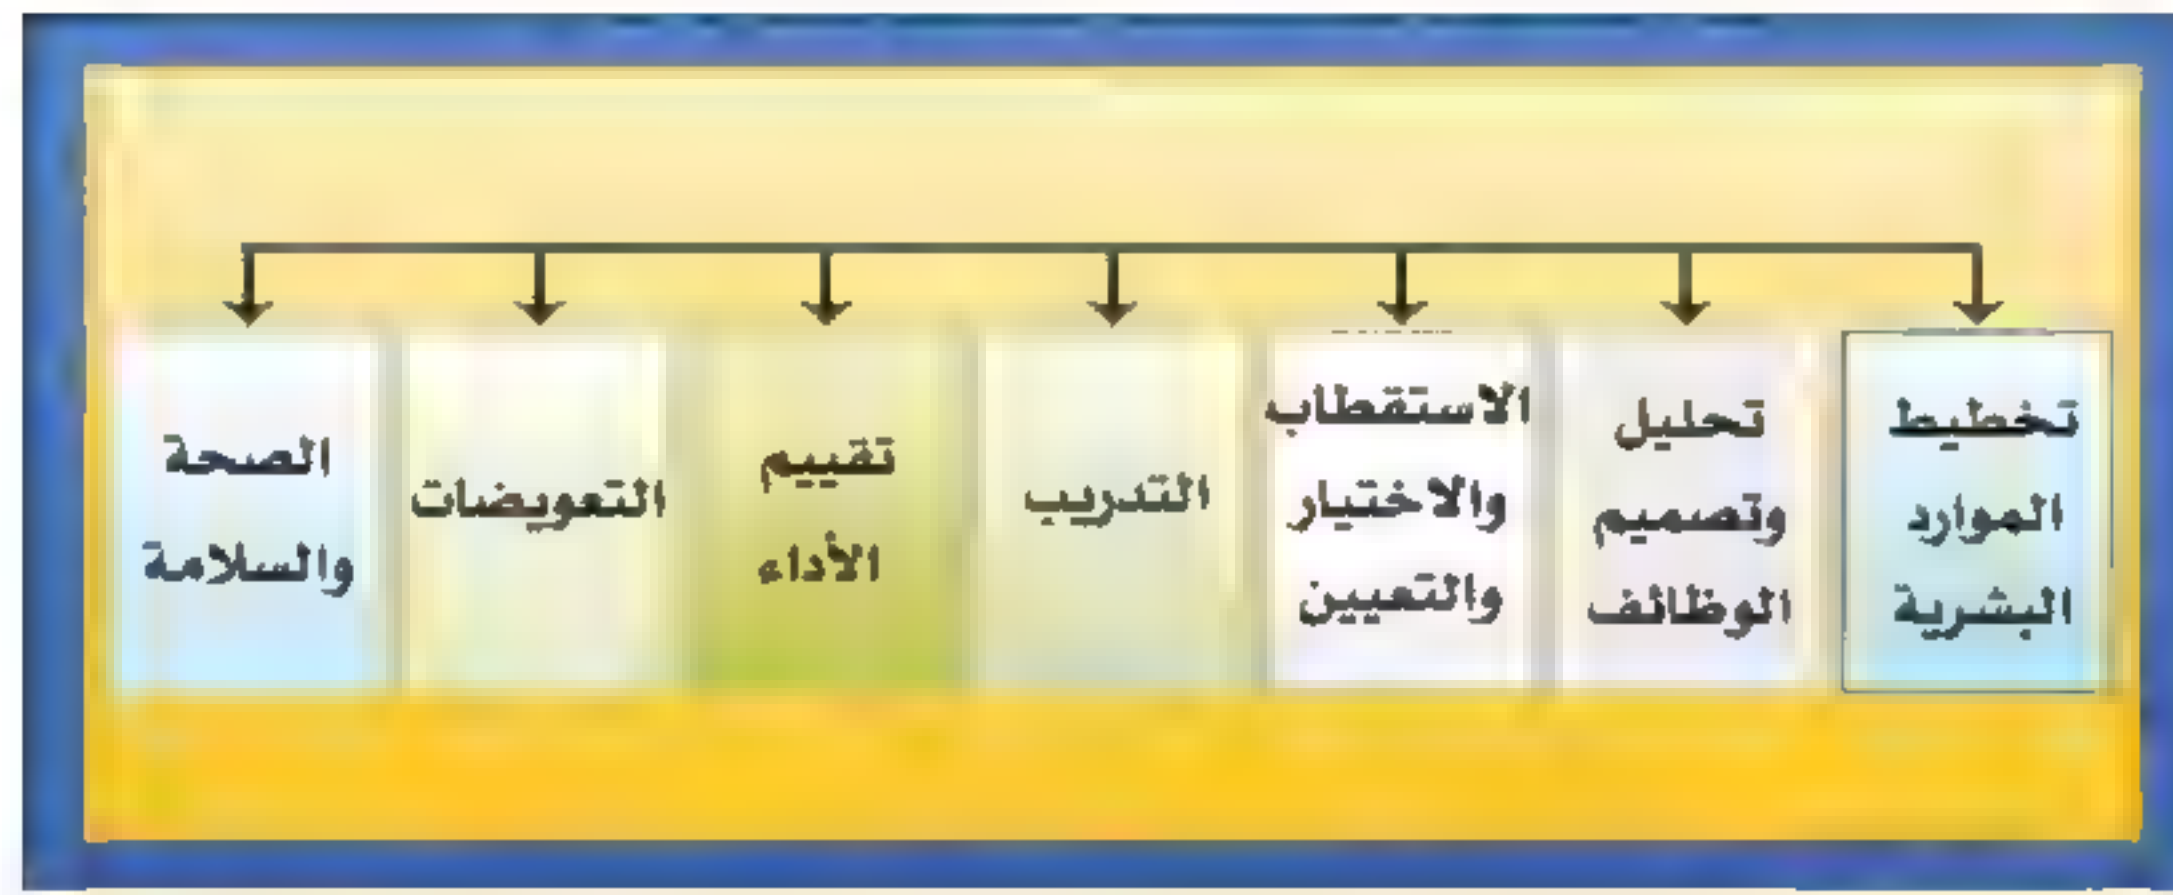 تخطيط
الموارد
البشرية
تحليل
وتصميم
الوظائف
الاستقطاب
والاختيار
والتعيين
التدريب
تقييم
الأداء
التعويضات
الصحة
والسلامة